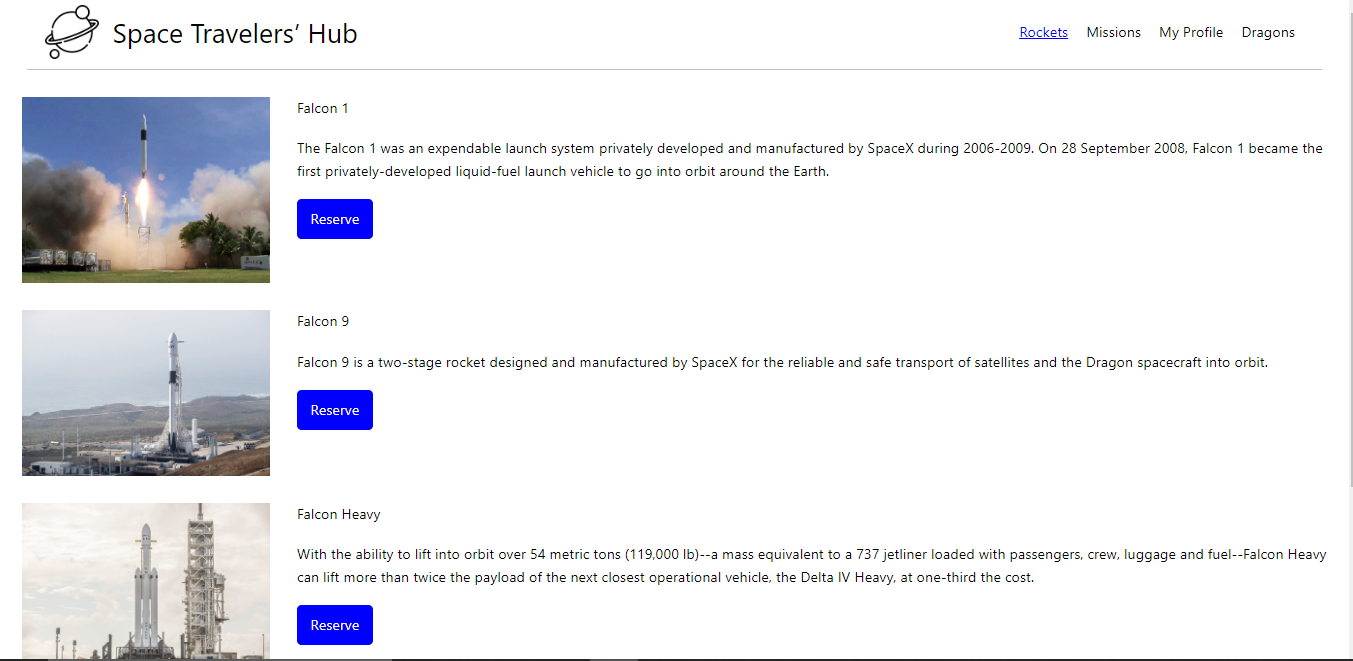 Space Travelers’ Hub
Rockets Missions My Profile Dragons
Falcon 1
The Falcon 1 was an expendable launch system privately developed and manufactured by SpaceX during 2006-2009. On 28 September 2008, Falcon 1 became the
first privately-developed liquid-fuel launch vehicle to go into orbit around the Earth.
Reserve
Falcon 9
Falcon 9 is a two-stage rocket designed and manufactured by SpaceX for the reliable and safe transport of satellites and the Dragon spacecraft into orbit.
Reserve
Falcon Heavy
With the ability to lift into orbit over 54 metric tons (119,000 lb)--a mass equivalent to a 737 jetliner loaded with passengers, crew, luggage and fuel--Falcon Heavy
can lift more than twice the payload of the next closest operational vehicle, the Delta IV Heavy, at one-third the cost.
Reserve